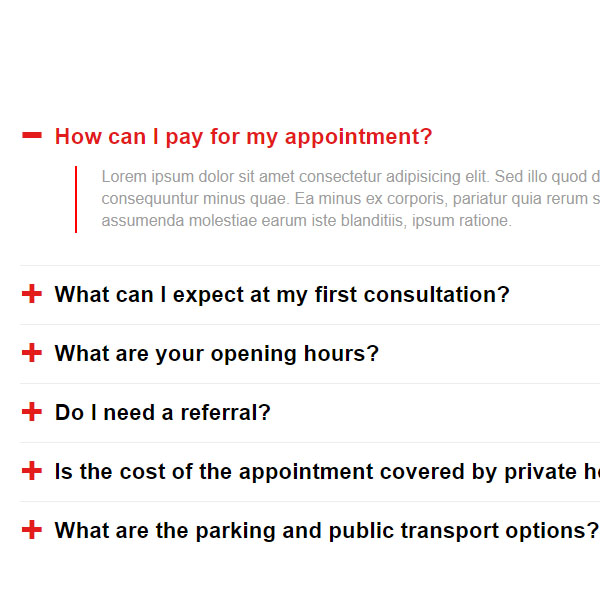 How can I pay for my appointment?
Lorem ipsum dolor sit amet consectetur adipisicing elit. Sed illo quod
consequuntur minus quae. Ea minus ex corporis, pariatur quia rerum
assumenda molestiae earum iste blanditiis, ipsum ratione.
What can I expect at my first consultation?
What are your opening hours?
Do I need a referral?
Is the cost of the appointment covered by private
What are the parking and public transport options?